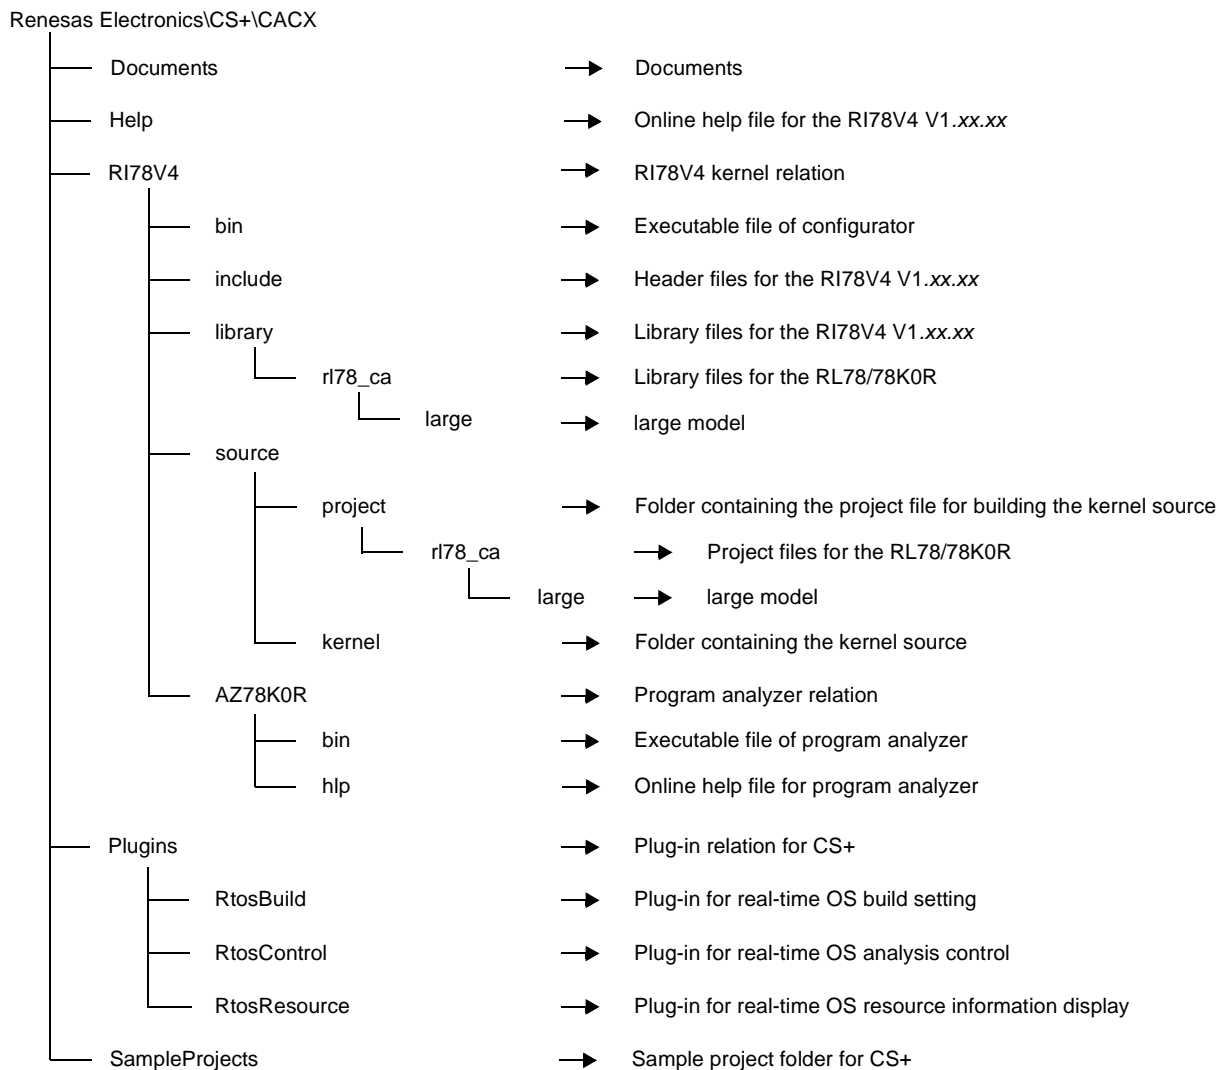 Renesas Electronics\CS+\CACX
Documents Documents
Help Online help file for the RI78V4 V1.xx.xx
RI78V4 RI78V4 kernel relation
bin Executable file of configurator
include Header files for the RI78V4 V1.xx.xx
library Library files for the RI78V4 V1.xx.xx
rl78_ca Library files for the RL78/78K0R
large large model
source
project Folder containing the project file for building the kernel source
rl78_ca Project files for the RL78/78K0R
large large model
kernel Folder containing the kernel source
AZ78K0R Program analyzer relation
bin Executable file of program analyzer
hlp Online help file for program analyzer
Plugins Plug-in relation for CS+
RtosBuild Plug-in for real-time OS build setting
RtosControl Plug-in for real-time OS analysis control
RtosResource Plug-in for real-time OS resource information display
SampleProjects Sample project folder for CS+